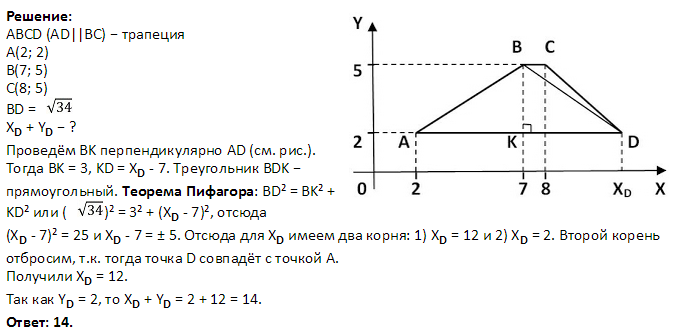 Решение:
ABCD (AD||BC) – трапеция
A(2; 2)
B(7; 5)
C(8; 5)
BD = √34
X_D + Y_D – ?
Проведём BK перпендикулярно AD (см. рис.).
Тогда BK = 3, KD = X_D - 7. Треугольник BDK –
прямоугольный. Теорема Пифагора: BD² = BK² +
KD² или ( √34)² = 3² + (X_D - 7)², отсюда
(X_D - 7)² = 25 и X_D - 7 = ± 5. Отсюда для X_D имеем два корня: 1) X_D = 12 и 2) X_D = 2. Второй корень
отбросим, т.к. тогда точка D совпадёт с точкой A.
Получили X_D = 12.
Так как Y_D = 2, то X_D + Y_D = 2 + 12 = 14.
Ответ: 14.
Y
B C
5
2 A K D
0 2 7 8 X_D X